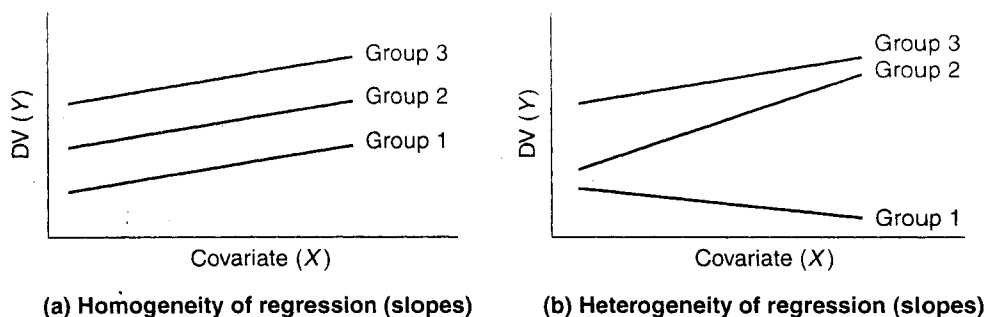 DV (Y)
Group 3
Group 2
Group 1
Covariate (X)
(a) Homogeneity of regression (slopes)
DV (Y)
Group 3
Group 2
Group 1
Covariate (X)
(b) Heterogeneity of regression (slopes)